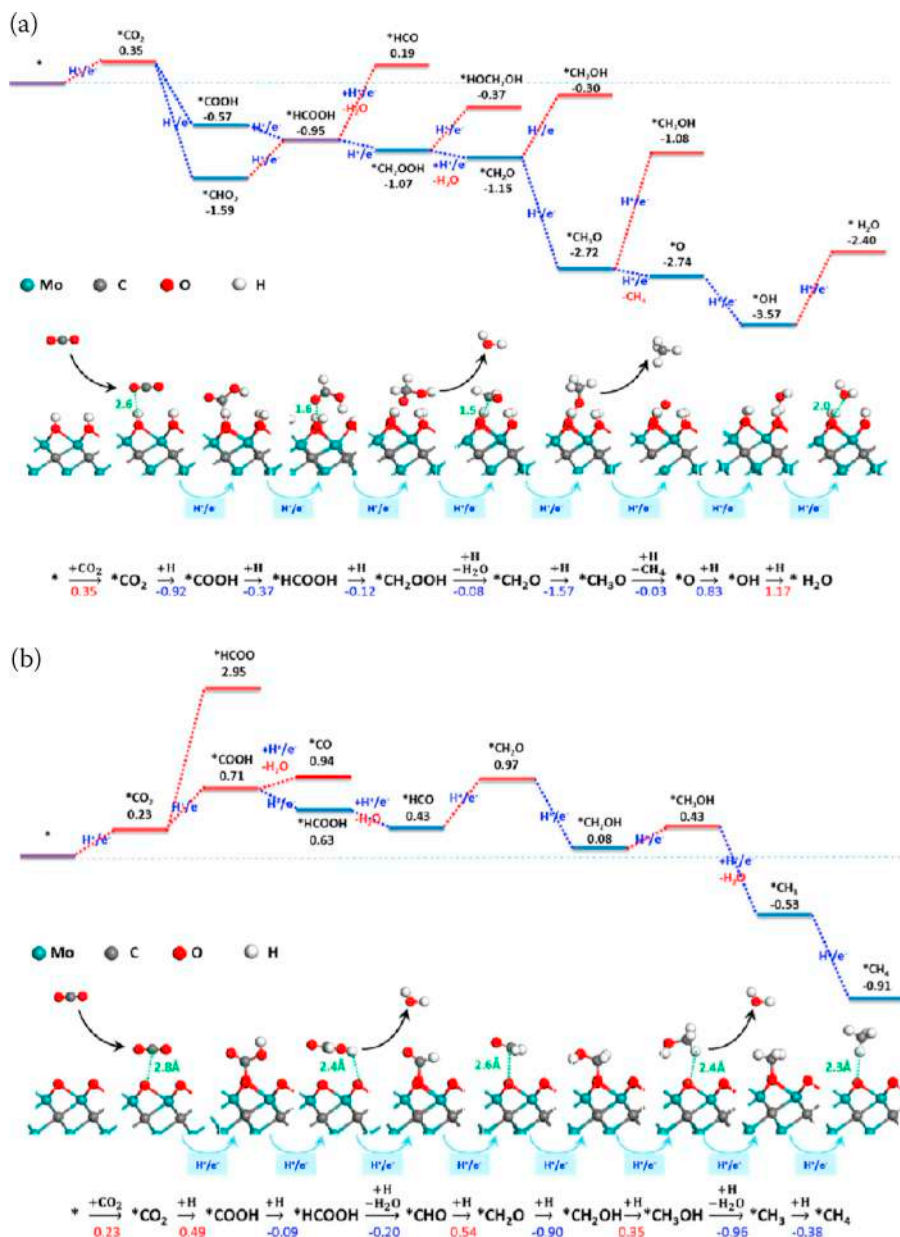 (a)
*
H⁺/e⁻
*CO₂
0.35
*COOH
-0.57
H⁺/e⁻
*CHO₂
-1.59
H⁺/e⁻
H⁺/e⁻
*HCOOH
-0.95
*HCO
0.19
+H⁺/e⁻
-H₂O
H⁺/e⁻
*CH₂OOH
-1.07
*HOCH₂OH
-0.37
H⁺/e⁻
+H⁺/e⁻
-H₂O
*CH₂O
-1.15
*CH₂OH
-0.30
H⁺/e⁻
H⁺/e⁻
*CH₃O
-2.72
*CH₃OH
-1.08
H⁺/e⁻
H⁺/e⁻
-CH₄
*O
-2.74
H⁺/e⁻
*OH
-3.57
H⁺/e⁻
* H₂O
-2.40
Mo C O H
2.6
1.6
1.5
2.0
H⁺/e⁻ H⁺/e⁻ H⁺/e⁻ H⁺/e⁻ H⁺/e⁻ H⁺/e⁻ H⁺/e⁻ H⁺/e⁻
+H +H
+CO₂ +H +H +H −H₂O +H −CH₄ +H +H
* → *CO₂ → *COOH → *HCOOH → *CH₂OOH → *CH₂O → *CH₃O → *O → *OH → * H₂O
0.35 -0.92 -0.37 -0.12 -0.08 -1.57 -0.03 0.83 1.17
(b)
*
H⁺/e⁻
*CO₂
0.23
*HCOO
2.95
H⁺/e⁻
*COOH
0.71
+H⁺/e⁻
-H₂O
*CO
0.94
H⁺/e⁻
*HCOOH
0.63
+H⁺/e⁻
-H₂O
*HCO
0.43
H⁺/e⁻
*CH₂O
0.97
H⁺/e⁻
*CH₂OH
0.08
H⁺/e⁻
*CH₃OH
0.43
+H⁺/e⁻
-H₂O
*CH₃
-0.53
H⁺/e⁻
*CH₄
-0.91
Mo C O H
2.8Å
2.4Å
2.6Å
2.4Å
2.3Å
H⁺/e⁻ H⁺/e⁻ H⁺/e⁻ H⁺/e⁻ H⁺/e⁻ H⁺/e⁻ H⁺/e⁻ H⁺/e⁻
+H +H
+CO₂ +H +H −H₂O +H +H +H −H₂O +H
* → *CO₂ → *COOH → *HCOOH → *CHO → *CH₂O → *CH₂OH → *CH₃OH → *CH₃ → *CH₄
0.23 0.49 -0.09 -0.20 0.54 -0.90 0.35 -0.96 -0.38